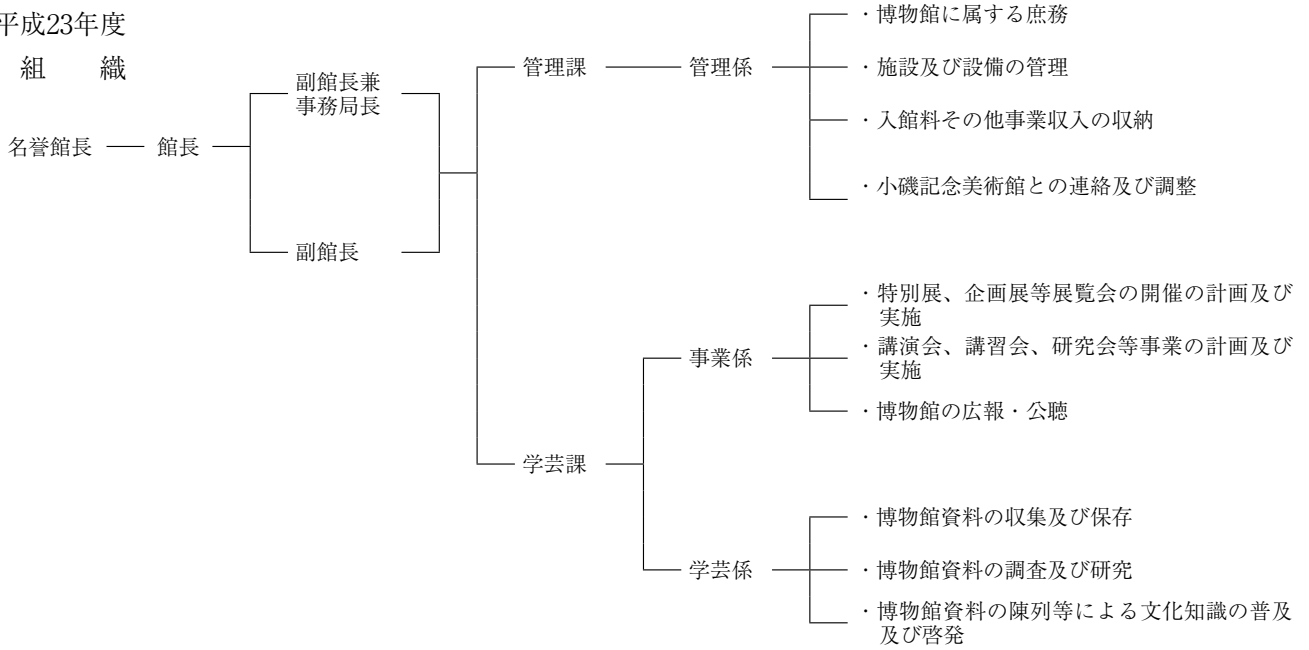 平成23年度
組　　織
名誉館長
館長
副館長兼
事務局長
副館長
管理課
管理係
・博物館に属する庶務
・施設及び設備の管理
・入館料その他事業収入の収納
・小磯記念美術館との連絡及び調整
学芸課
事業係
・特別展、企画展等展覧会の開催の計画及び
実施
・講演会、講習会、研究会等事業の計画及び
実施
・博物館の広報・公聴
学芸係
・博物館資料の収集及び保存
・博物館資料の調査及び研究
・博物館資料の陳列等による文化知識の普及
及び啓発